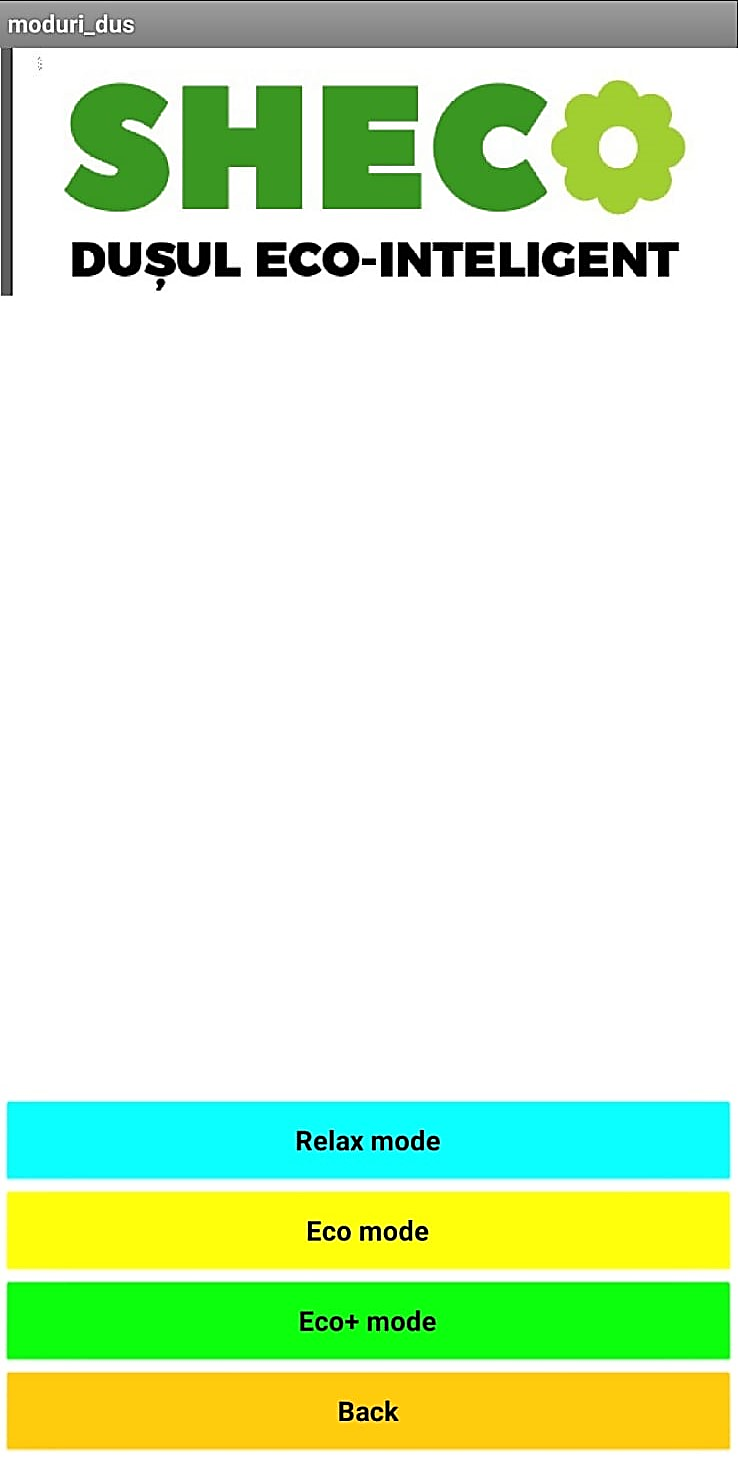 moduri_dus
SHECO
DUȘUL ECO-INTELIGENT
Relax mode
Eco mode
Eco+ mode
Back